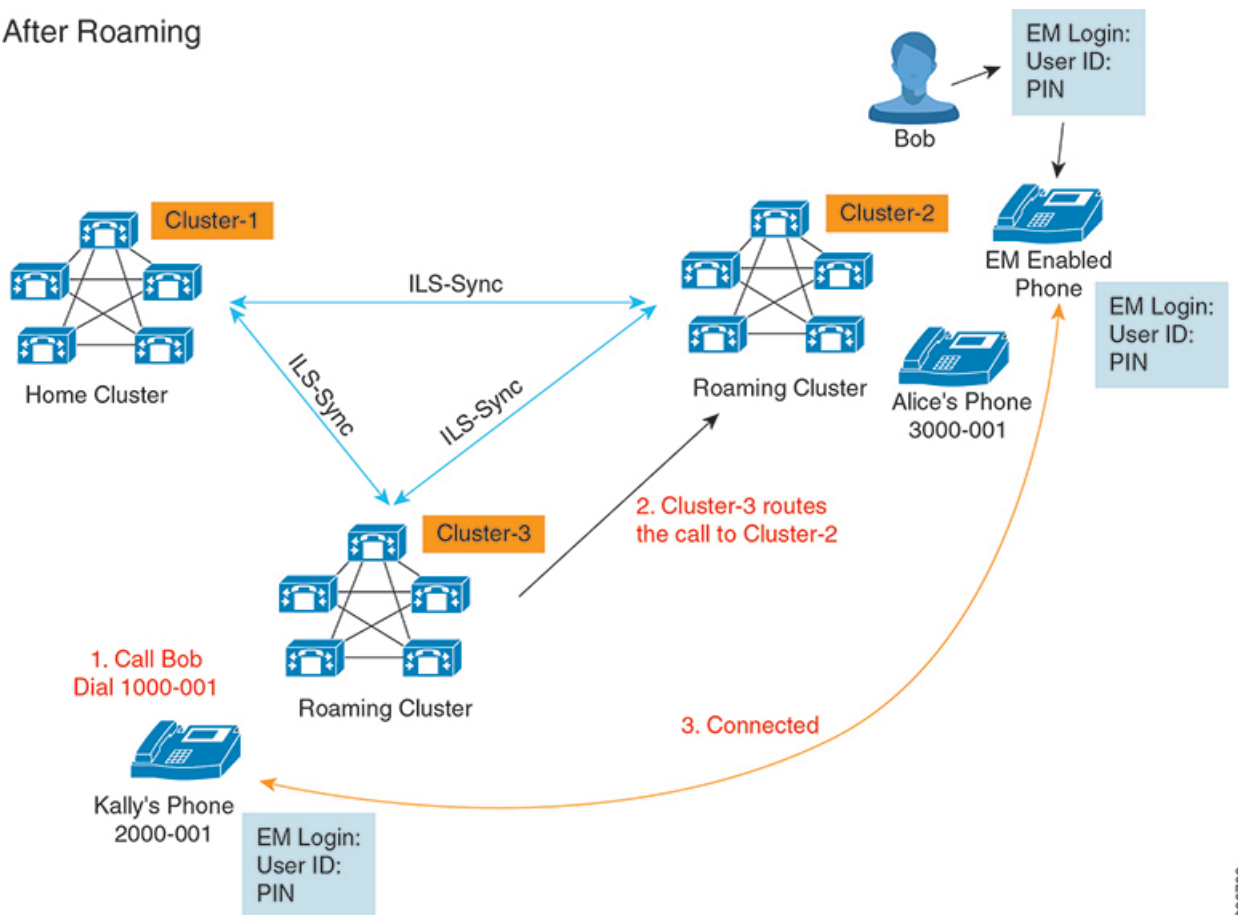 After Roaming
EM Login:
User ID:
PIN
Bob
Cluster-1
Cluster-2
EM Enabled
Phone
ILS-Sync
EM Login:
User ID:
PIN
Home Cluster
Roaming Cluster
Alice's Phone
3000-001
ILS-Sync
ILS-Sync
Cluster-3
2. Cluster-3 routes
the call to Cluster-2
1. Call Bob
Dial 1000-001
Roaming Cluster
3. Connected
Kally's Phone
2000-001
EM Login:
User ID:
PIN